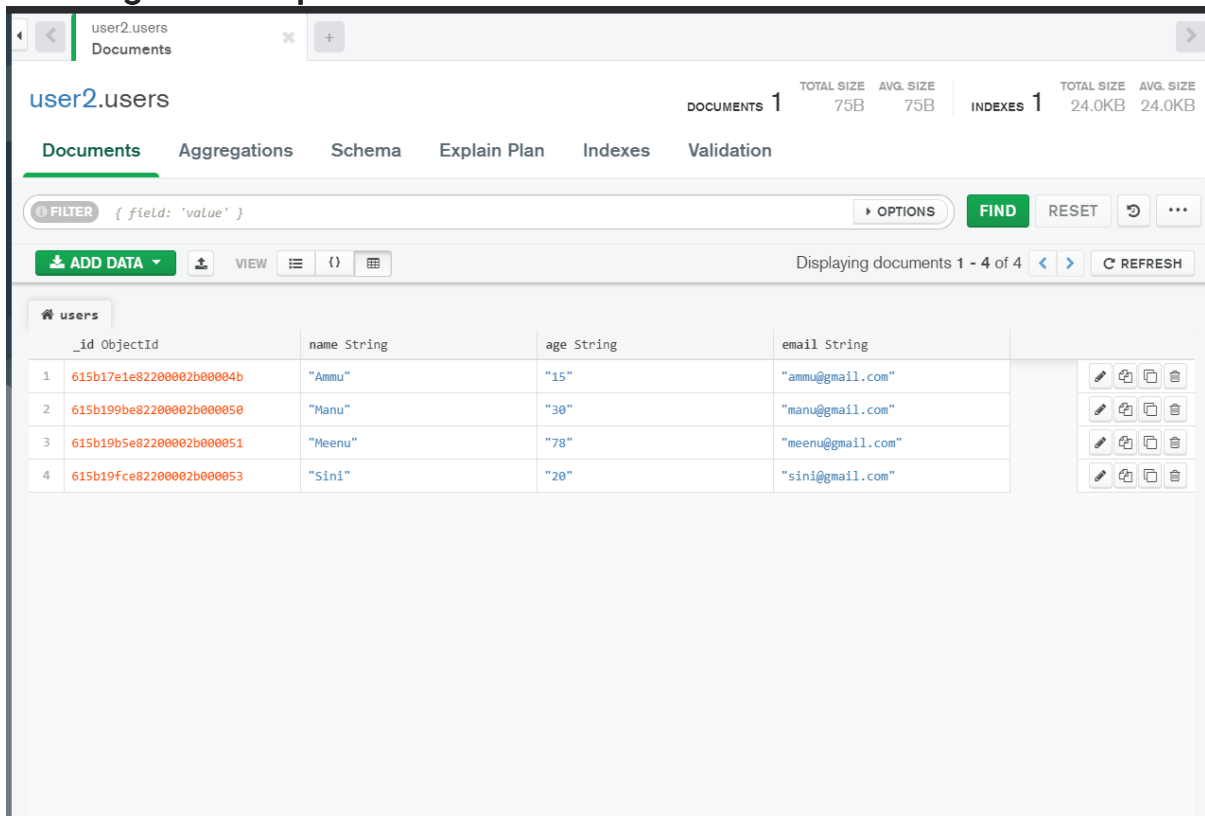 user2.users
Documents
user2.users
DOCUMENTS 1 TOTAL SIZE 75B AVG. SIZE 75B INDEXES 1 TOTAL SIZE 24.0KB AVG. SIZE 24.0KB
Documents Aggregations Schema Explain Plan Indexes Validation
FILTER { field: 'value' } OPTIONS FIND RESET
ADD DATA VIEW {} Displaying documents 1 - 4 of 4 REFRESH
users
_id ObjectId name String age String email String
1 615b17e1e82200002b00004b "Ammu" "15" "ammu@gmail.com"
2 615b199be82200002b000050 "Manu" "30" "manu@gmail.com"
3 615b19b5e82200002b000051 "Meenu" "78" "meenu@gmail.com"
4 615b19fce82200002b000053 "Sini" "20" "sini@gmail.com"